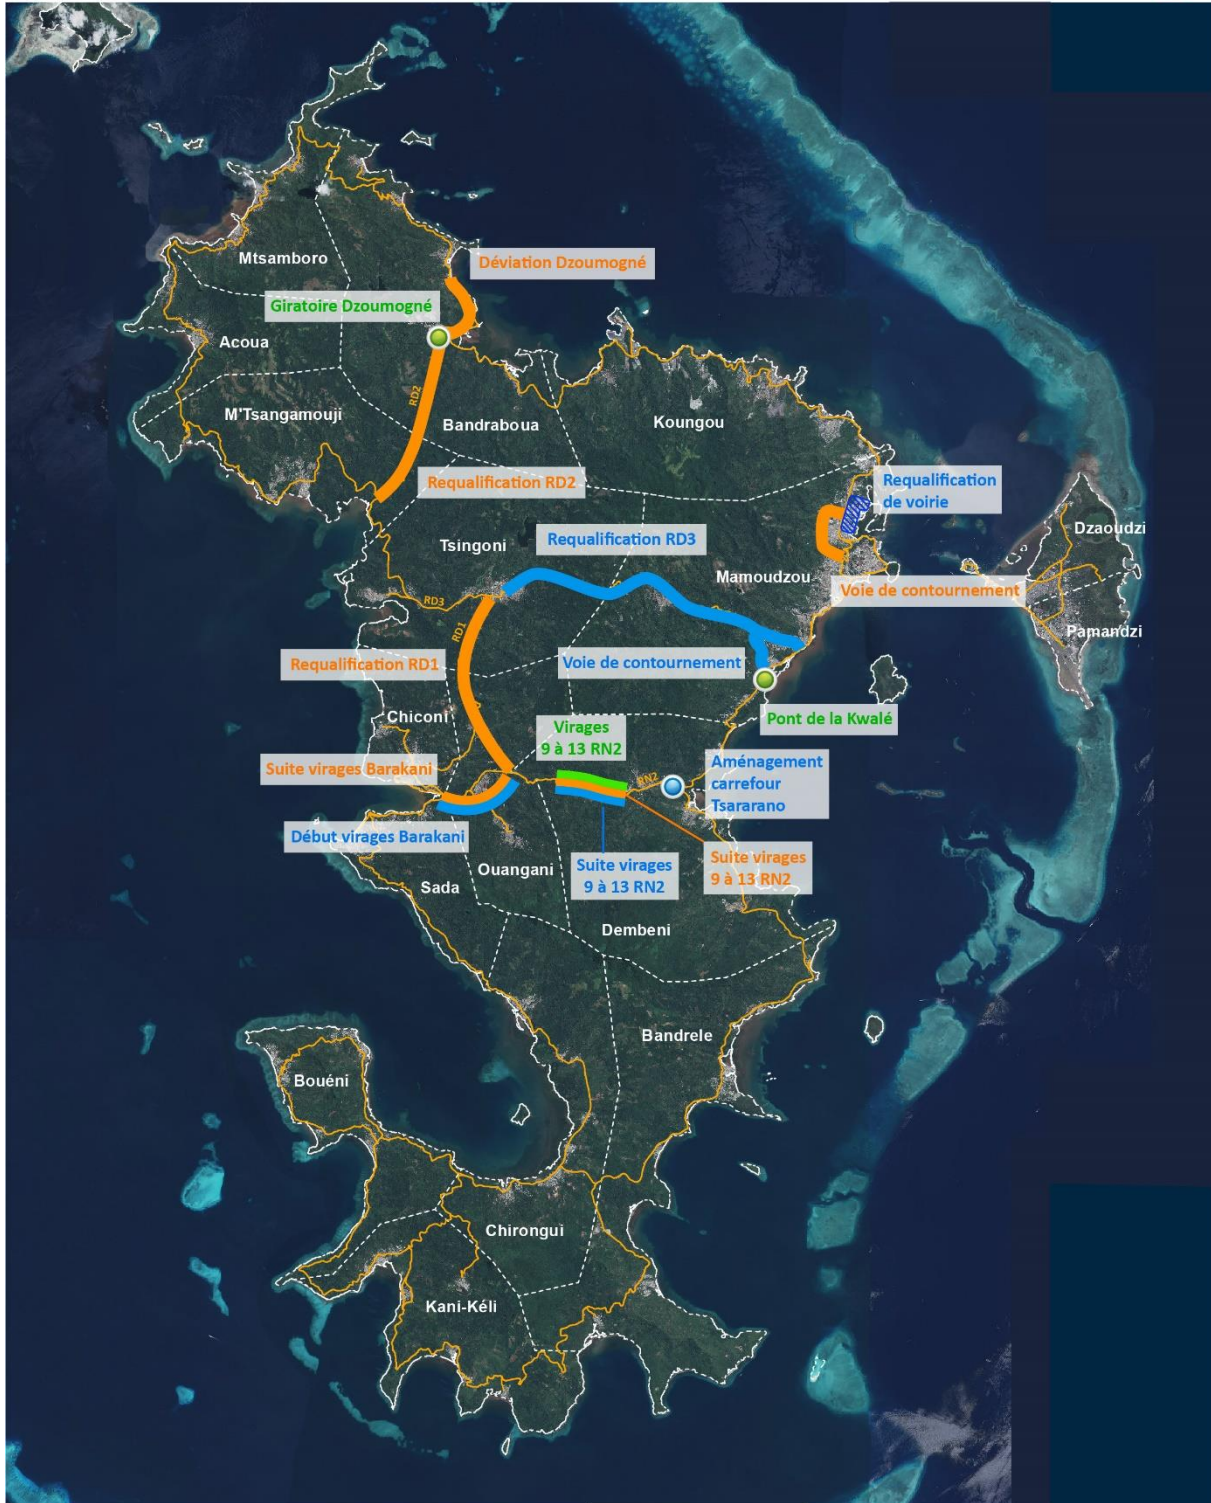 Mtsamboro
Déviation Dzoumogné
Giratoire Dzoumogné
Acoua
RD2
M'Tsangamouji
Bandraboua
Koungou
Requalification RD2
Requalification
de voirie
Dzaoudzi
Tsingoni
Requalification RD3
Mamoudzou
Voie de contournement
RD3
RD1
Pamandzi
Requalification RD1
Voie de contournement
Chiconi
Pont de la Kwalé
Virages
9 à 13 RN2
Suite virages Barakani
RN2
Aménagement
carrefour
Tsararano
Début virages Barakani
Ouangani
Suite virages
9 à 13 RN2
Suite virages
9 à 13 RN2
Sada
Dembeni
Bandrele
Bouéni
Chirongui
Kani-Kéli